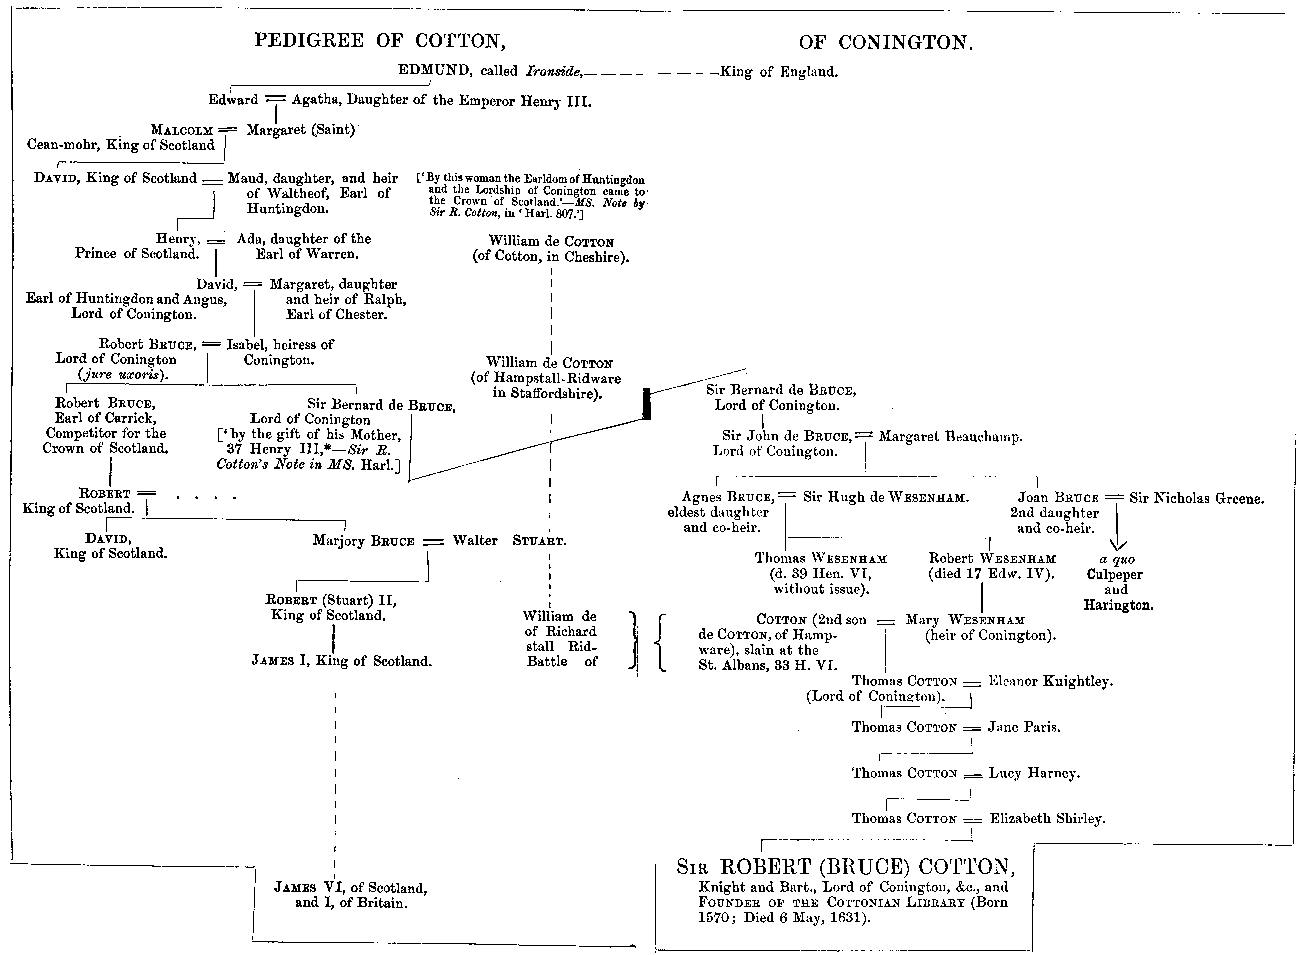 PEDIGREE OF COTTON,
OF CONINGTON.
EDMUND, called Ironside,
King of England.
Edward = Agatha, Daughter of the Emperor Henry III.
MALCOLM = Margaret (Saint)
Cean-mohr, King of Scotland
DAVID, King of Scotland = Maud, daughter, and heir
of Waltheof, Earl of
Huntingdon.
['By this woman the Earldom of Huntingdon
and the Lordship of Conington came to
the Crown of Scotland.'—MS. Note by
Sir R. Cotton, in 'Harl. 807.']
Henry, = Ada, daughter of the
Prince of Scotland. Earl of Warren.
William de COTTON
(of Cotton, in Cheshire).
David, = Margaret, daughter
Earl of Huntingdon and Angus, and heir of Ralph,
Lord of Conington. Earl of Chester.
Robert BRUCE, = Isabel, heiress of
Lord of Conington Conington.
(jure uxoris).
William de COTTON
(of Hampstall-Ridware
in Staffordshire).
Robert BRUCE,
Earl of Carrick,
Competitor for the
Crown of Scotland.
Sir Bernard de BRUCE,
Lord of Conington
['by the gift of his Mother,
37 Henry III,*—Sir R.
Cotton's Note in MS. Harl.]
ROBERT = . . . .
King of Scotland.
DAVID,
King of Scotland.
Marjory BRUCE = Walter STUART.
ROBERT (Stuart) II,
King of Scotland.
JAMES I, King of Scotland.
JAMES VI, of Scotland,
and I, of Britain.
William de
of Richard
stall Rid-
Battle of
Sir Bernard de BRUCE,
Lord of Conington.
Sir John de BRUCE, = Margaret Beauchamp.
Lord of Conington.
Agnes BRUCE, = Sir Hugh de WESENHAM.
eldest daughter
and co-heir.
Joan BRUCE = Sir Nicholas Greene.
2nd daughter
and co-heir.
Thomas WESENHAM
(d. 39 Hen. VI,
without issue).
Robert WESENHAM
(died 17 Edw. IV).
a quo
Culpeper
and
Harington.
COTTON (2nd son = Mary WESENHAM
de COTTON, of Hamp- (heir of Conington).
ware), slain at the
St. Albans, 33 H. VI.
Thomas COTTON = Eleanor Knightley.
(Lord of Conington).
Thomas COTTON = Jane Paris.
Thomas COTTON = Lucy Harney.
Thomas COTTON = Elizabeth Shirley.
SIR ROBERT (BRUCE) COTTON,
Knight and Bart., Lord of Conington, &c., and
FOUNDER OF THE COTTONIAN LIBRARY (Born
1570; Died 6 May, 1631).